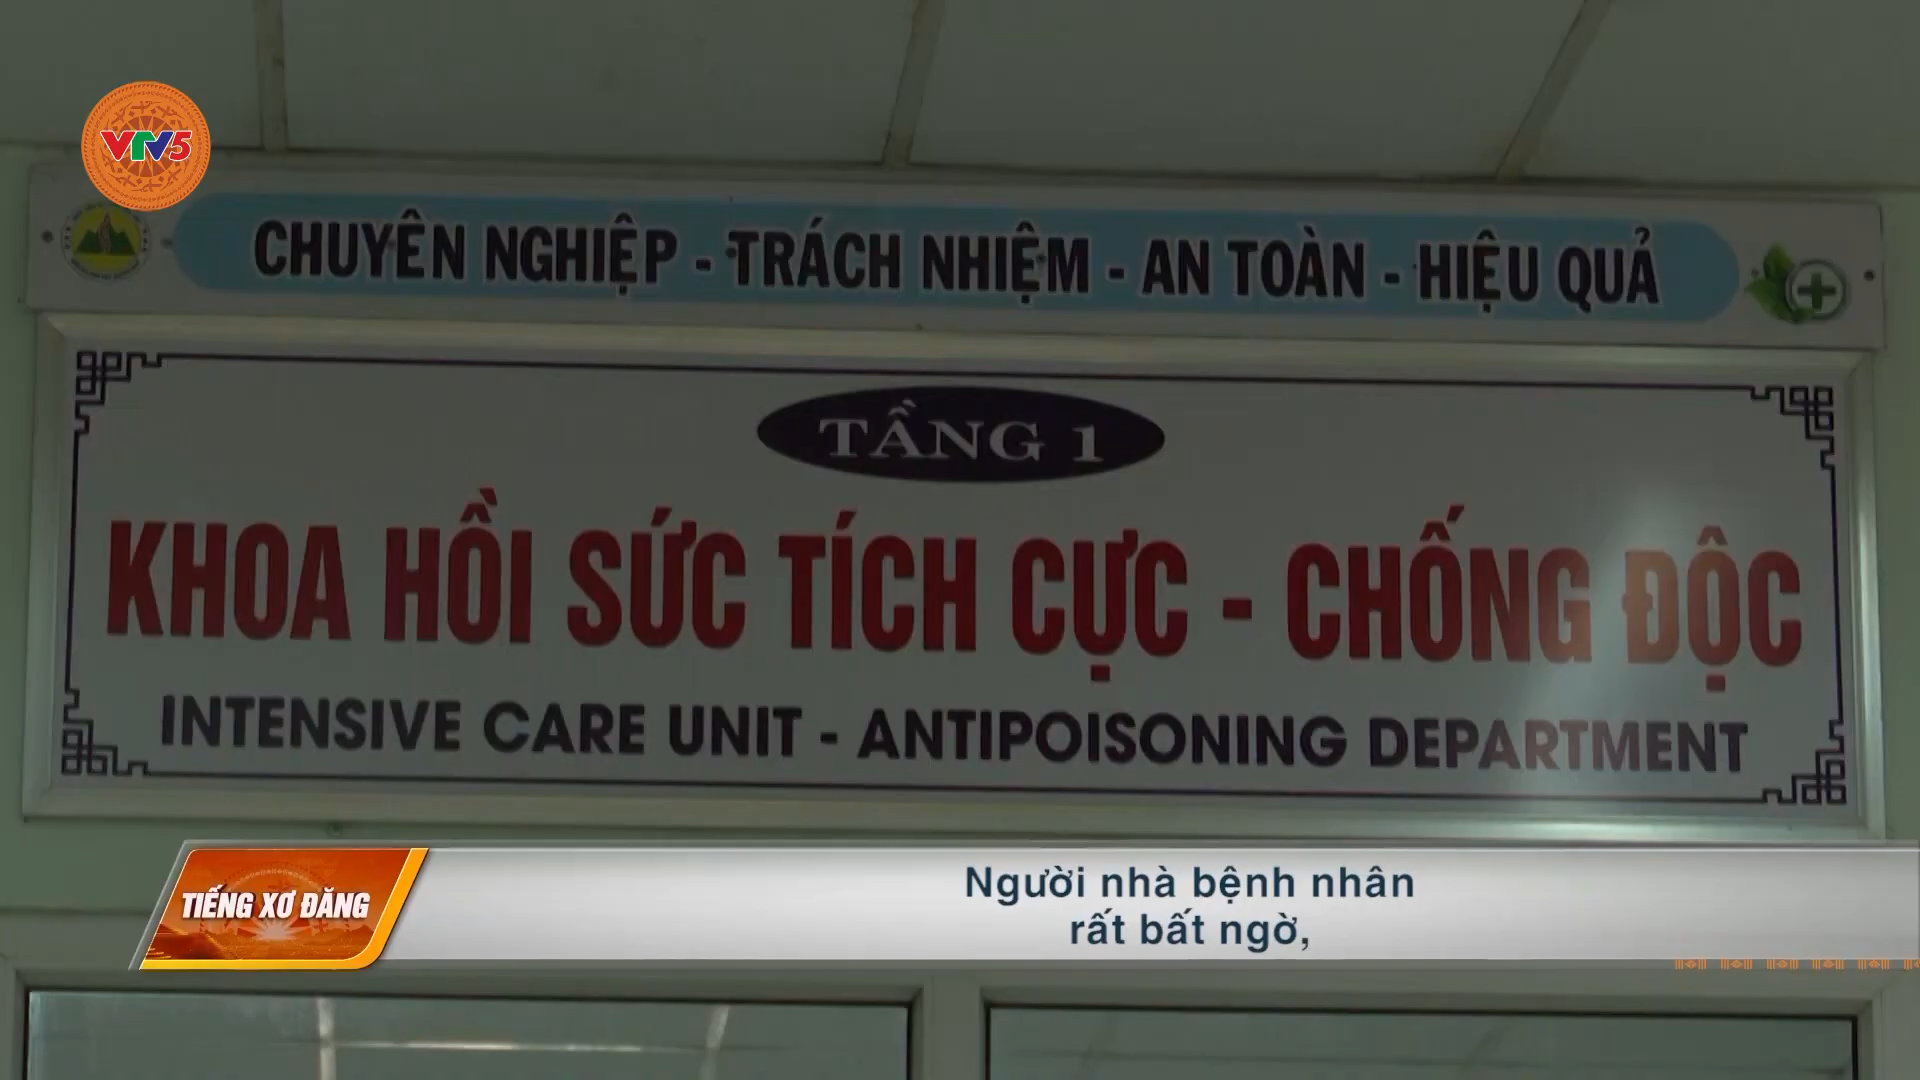 VTV5
CHUYÊN NGHIỆP - TRÁCH NHIỆM - AN TOÀN - HIỆU QUẢ
TẦNG 1
KHOA HỒI SỨC TÍCH CỰC - CHỐNG ĐỘC
INTENSIVE CARE UNIT - ANTIPOISONING DEPARTMENT
TIẾNG XƠ ĐĂNG
Người nhà bệnh nhân
rất bất ngờ,